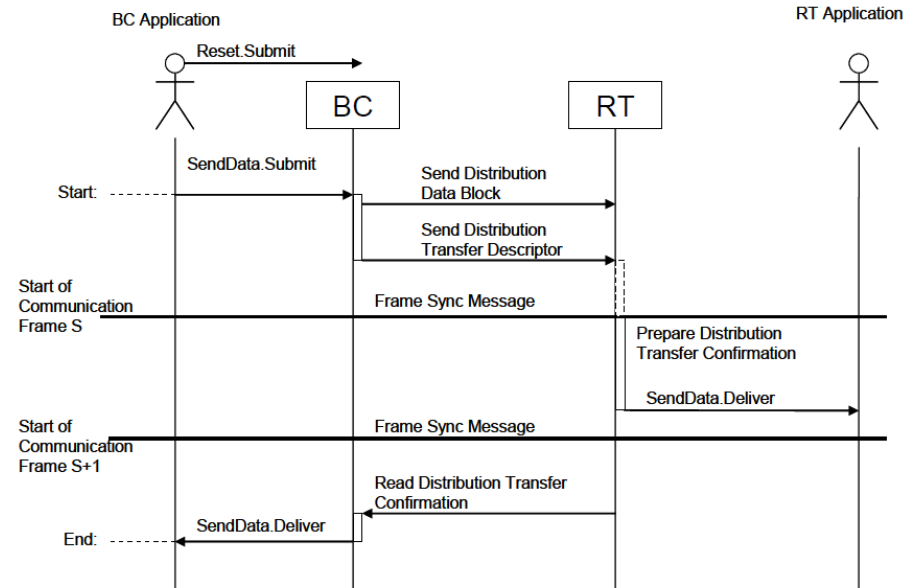 BC Application
RT Application
Reset.Submit
BC
RT
SendData.Submit
Start:
Send Distribution
Data Block
Send Distribution
Transfer Descriptor
Start of
Communication
Frame S
Frame Sync Message
Prepare Distribution
Transfer Confirmation
SendData.Deliver
Start of
Communication
Frame S+1
Frame Sync Message
Read Distribution Transfer
Confirmation
SendData.Deliver
End: